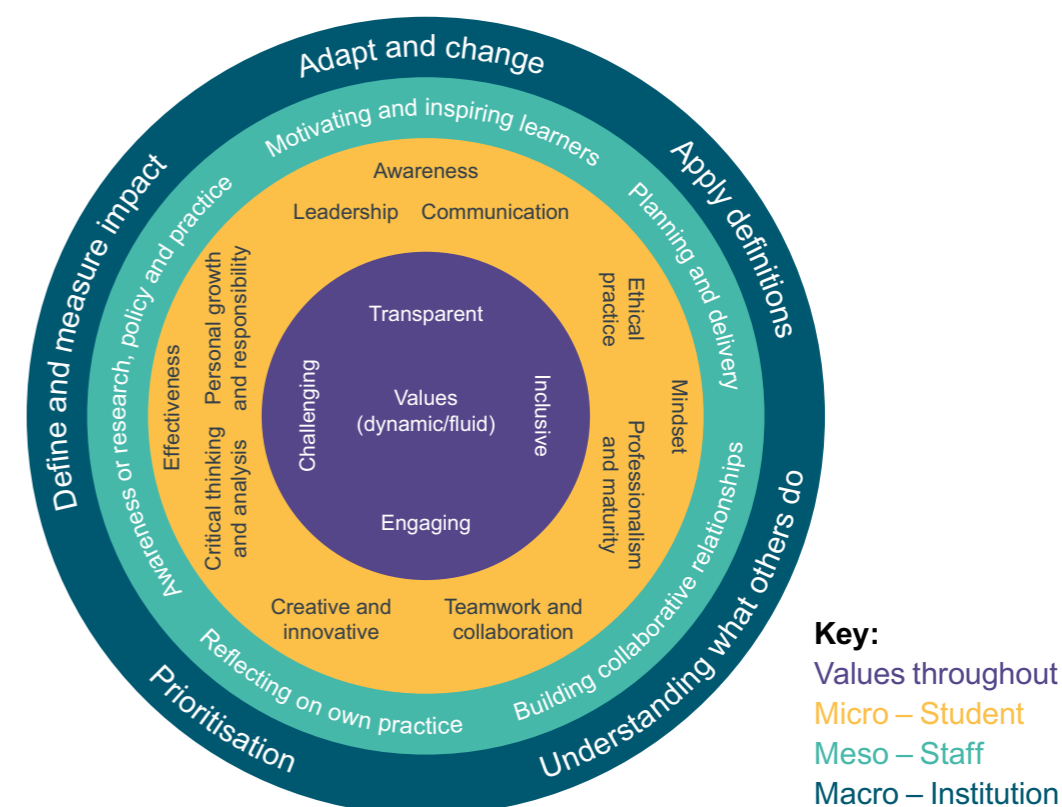 Adapt and change
Apply definitions
Understanding what others do
Prioritisation
Define and measure impact
Motivating and inspiring learners
Planning and delivery
Building collaborative relationships
Reflecting on own practice
Awareness or research, policy and practice
Awareness
Leadership
Communication
Ethical
practice
Mindset
Professionalism
and maturity
Teamwork and
collaboration
Creative and
innovative
Critical thinking
and analysis
Effectiveness
Personal growth
and responsibility
Transparent
Inclusive
Engaging
Challenging
Values
(dynamic/fluid)
Key:
Values throughout
Micro – Student
Meso – Staff
Macro – Institution